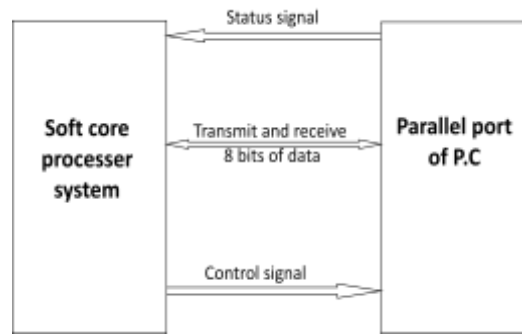 Status signal
Soft core
processer
system
Transmit and receive
8 bits of data
Parallel port
of P.C
Control signal